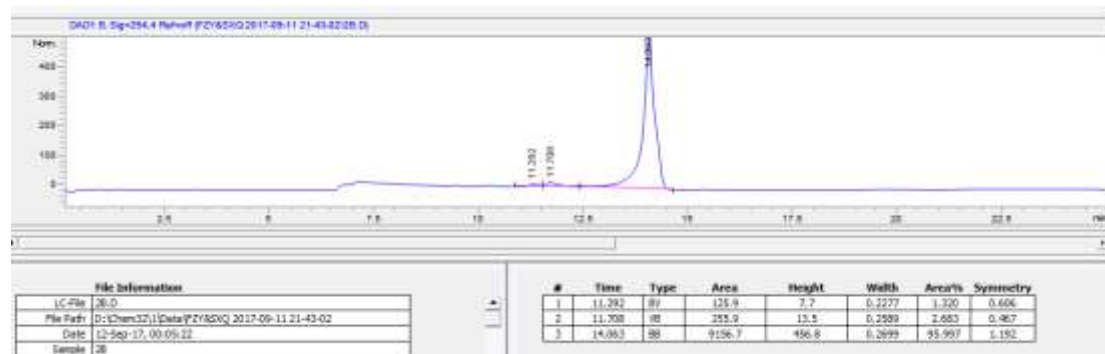 DAD1 B, Sig=254,4 Ref=off (FZY&SXQ 2017-09-11 21-43-02\2B.D)
Norm.
400
300
200
100
0
11.292
11.708
14.063
2.5
5
7.5
10
12.5
15
17.5
20
22.5
File Information
LC-File 2B.D
File Path D:\Chem32\1\Data\FZY&SXQ 2017-09-11 21-43-02
Date 12-Sep-17, 00:05:22
Sample 2B
# Time Type Area Height Width Area% Symmetry
1 11.292 BV 125.9 7.7 0.2277 1.320 0.606
2 11.708 VB 255.9 13.5 0.2589 2.683 0.467
3 14.063 BB 9156.7 456.8 0.2699 95.997 1.192